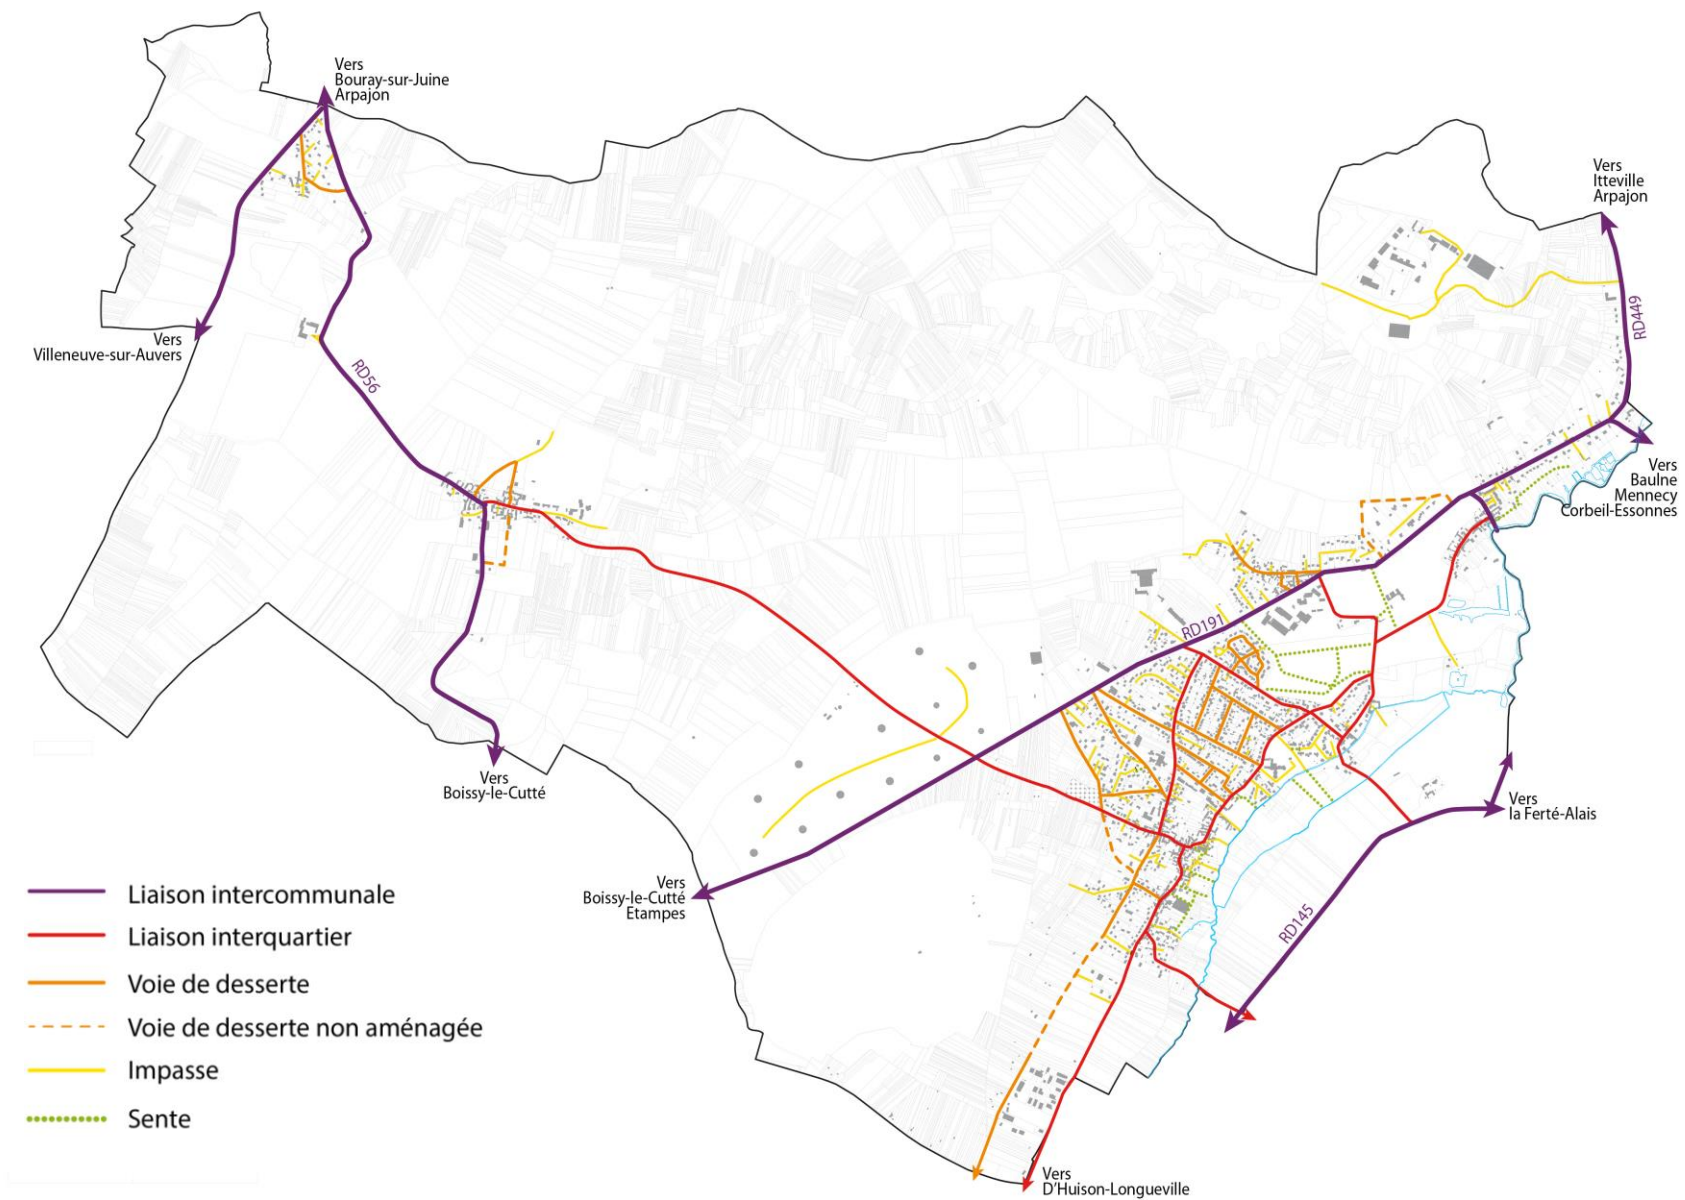 Vers
Bouray-sur-Juine
Arpajon
Vers
Itteville
Arpajon
RD449
Vers
Villeneuve-sur-Auvers
RD56
Vers
Baulne
Mennecy
Corbeil-Essonnes
RD191
Vers
Boissy-le-Cutté
Vers
la Ferté-Alais
Vers
Boissy-le-Cutté
Etampes
RD145
Liaison intercommunale
Liaison interquartier
Voie de desserte
Voie de desserte non aménagée
Impasse
Sente
Vers
D'Huison-Longueville